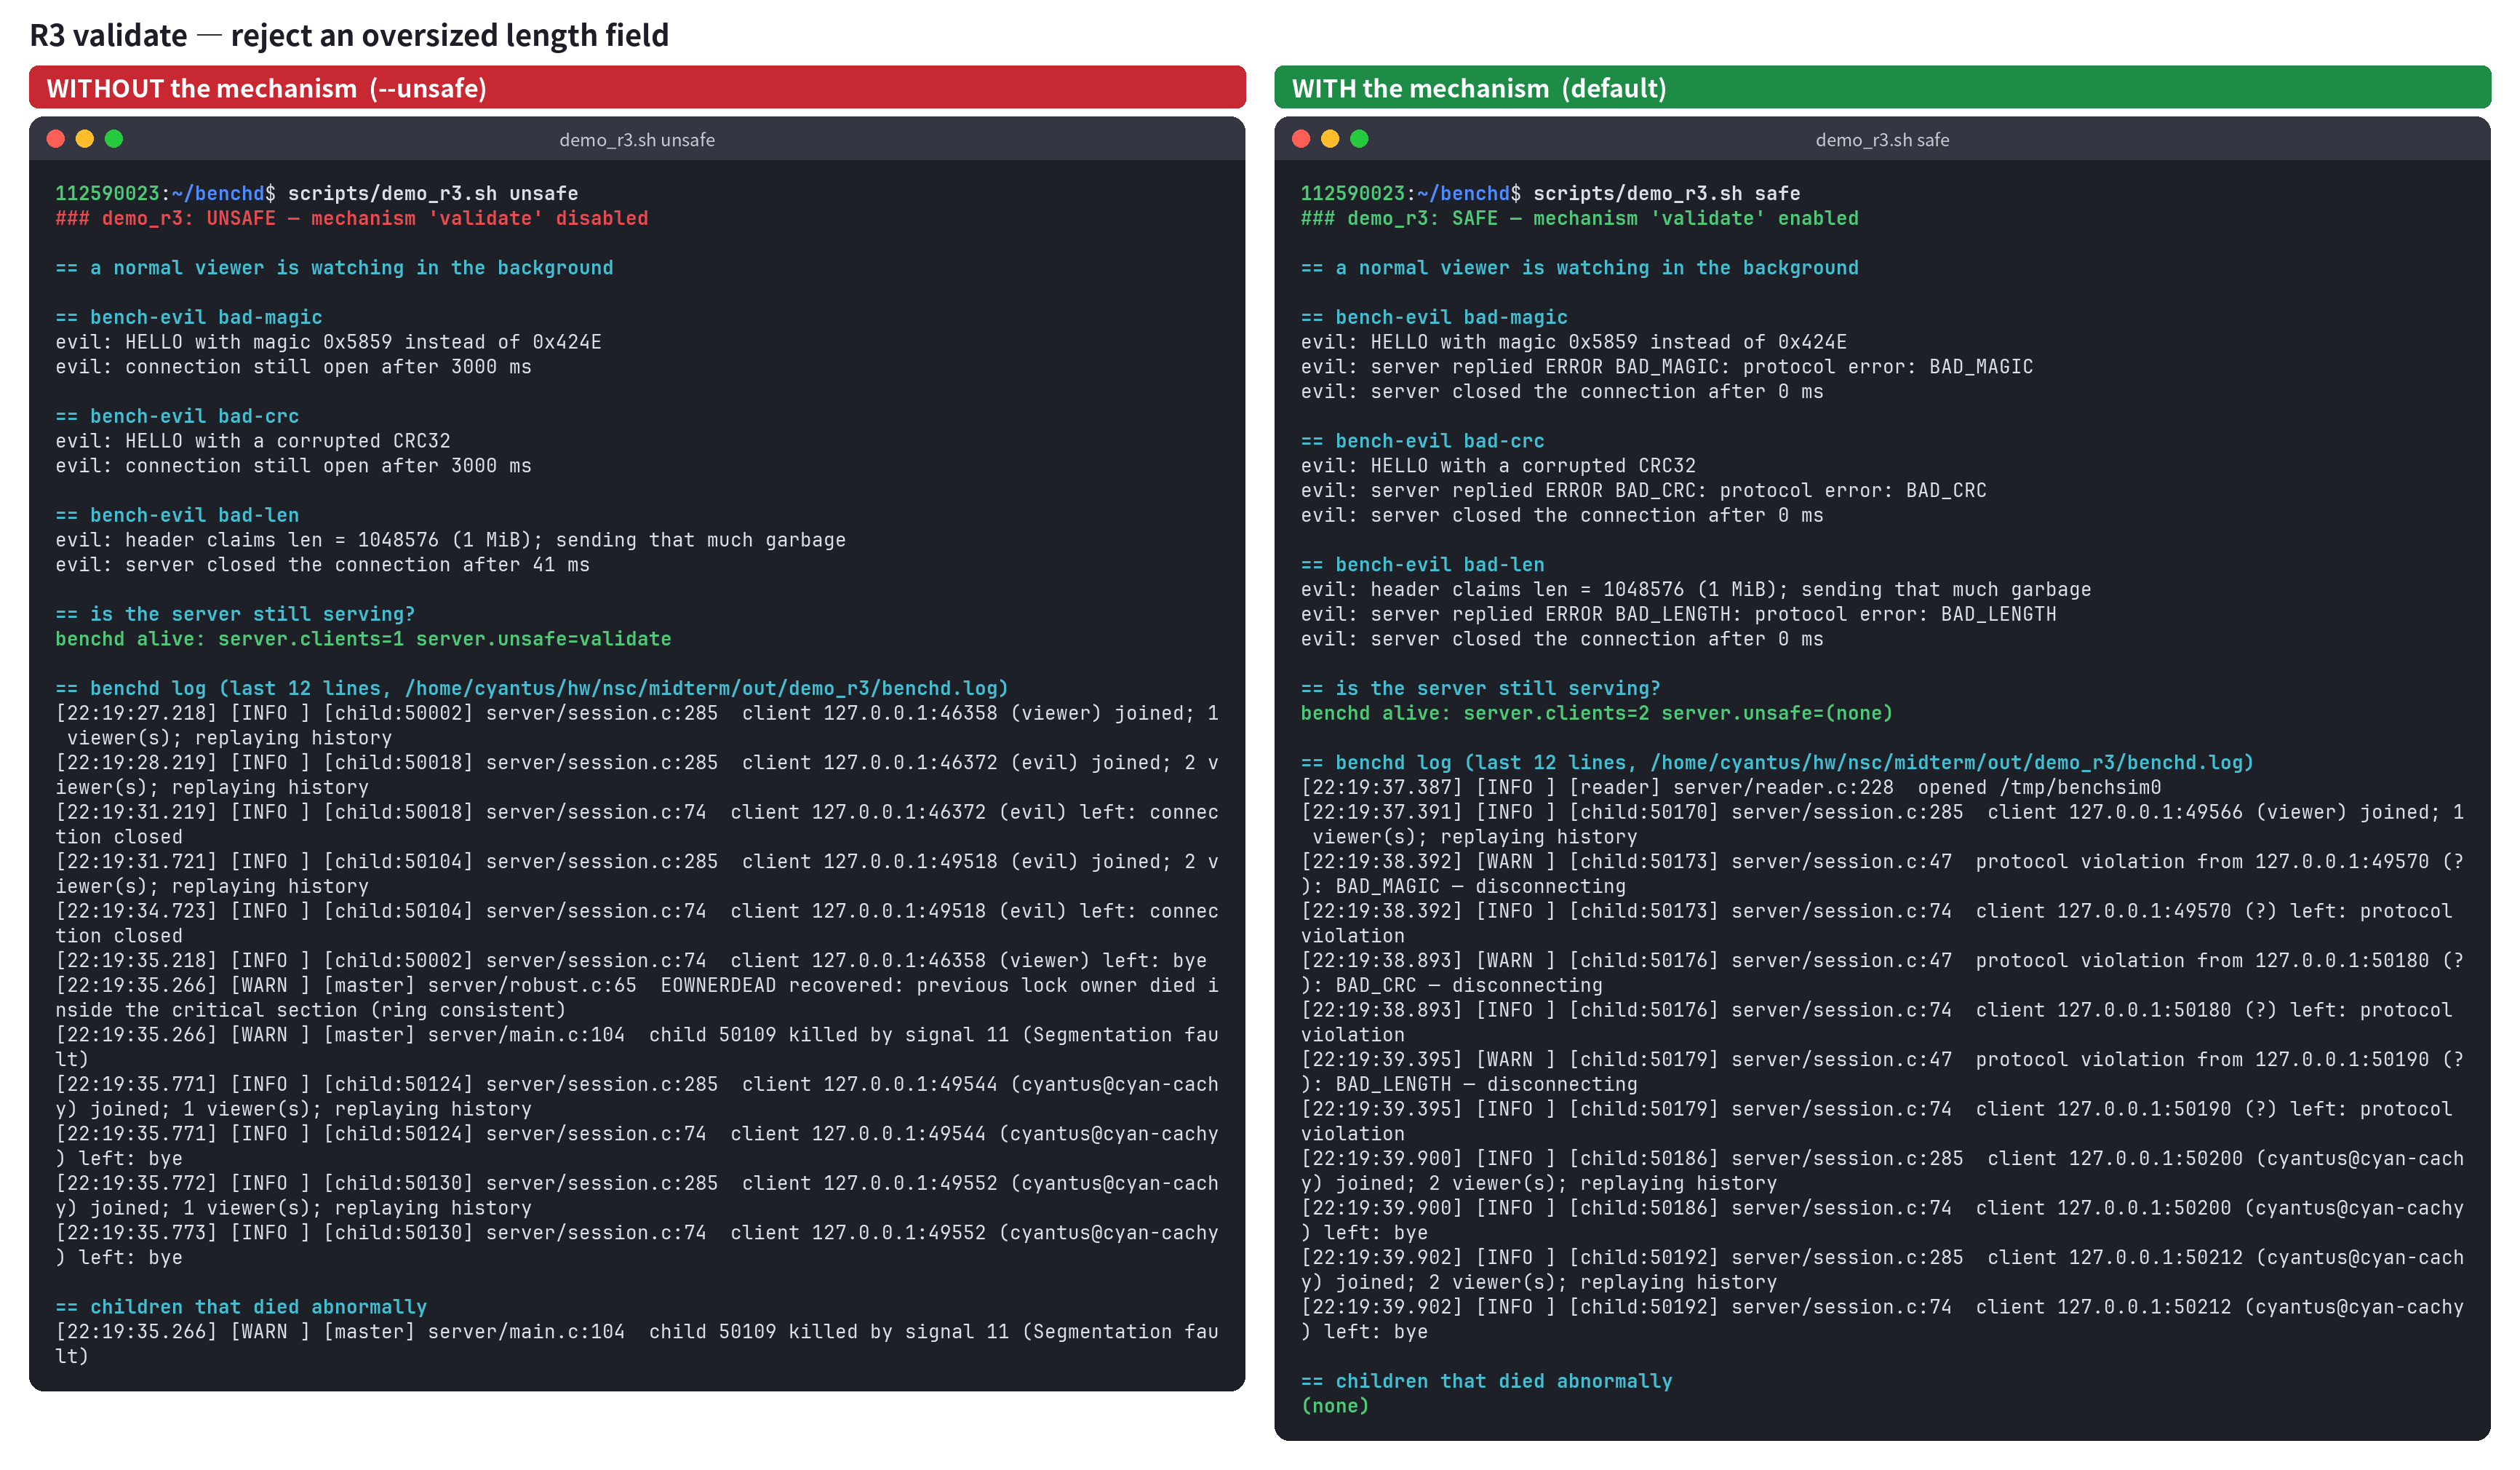 R3 validate — reject an oversized length field
WITHOUT the mechanism (--unsafe)
demo_r3.sh unsafe
112590023:~/benchd$ scripts/demo_r3.sh unsafe
### demo_r3: UNSAFE — mechanism 'validate' disabled
== a normal viewer is watching in the background
== bench-evil bad-magic
evil: HELLO with magic 0x5859 instead of 0x424E
evil: connection still open after 3000 ms
== bench-evil bad-crc
evil: HELLO with a corrupted CRC32
evil: connection still open after 3000 ms
== bench-evil bad-len
evil: header claims len = 1048576 (1 MiB); sending that much garbage
evil: server closed the connection after 41 ms
== is the server still serving?
benchd alive: server.clients=1 server.unsafe=validate
== benchd log (last 12 lines, /home/cyantus/hw/nsc/midterm/out/demo_r3/benchd.log)
[22:19:27.218] [INFO ] [child:50002] server/session.c:285  client 127.0.0.1:46358 (viewer) joined; 1
 viewer(s); replaying history
[22:19:28.219] [INFO ] [child:50018] server/session.c:285  client 127.0.0.1:46372 (evil) joined; 2 v
iewer(s); replaying history
[22:19:31.219] [INFO ] [child:50018] server/session.c:74  client 127.0.0.1:46372 (evil) left: connec
tion closed
[22:19:31.721] [INFO ] [child:50104] server/session.c:285  client 127.0.0.1:49518 (evil) joined; 2 v
iewer(s); replaying history
[22:19:34.723] [INFO ] [child:50104] server/session.c:74  client 127.0.0.1:49518 (evil) left: connec
tion closed
[22:19:35.218] [INFO ] [child:50002] server/session.c:74  client 127.0.0.1:46358 (viewer) left: bye
[22:19:35.266] [WARN ] [master] server/robust.c:65  EOWNERDEAD recovered: previous lock owner died i
nside the critical section (ring consistent)
[22:19:35.266] [WARN ] [master] server/main.c:104  child 50109 killed by signal 11 (Segmentation fau
lt)
[22:19:35.771] [INFO ] [child:50124] server/session.c:285  client 127.0.0.1:49544 (cyantus@cyan-cach
y) joined; 1 viewer(s); replaying history
[22:19:35.771] [INFO ] [child:50124] server/session.c:74  client 127.0.0.1:49544 (cyantus@cyan-cachy
) left: bye
[22:19:35.772] [INFO ] [child:50130] server/session.c:285  client 127.0.0.1:49552 (cyantus@cyan-cach
y) joined; 1 viewer(s); replaying history
[22:19:35.773] [INFO ] [child:50130] server/session.c:74  client 127.0.0.1:49552 (cyantus@cyan-cachy
) left: bye
== children that died abnormally
[22:19:35.266] [WARN ] [master] server/main.c:104  child 50109 killed by signal 11 (Segmentation fau
lt)
WITH the mechanism (default)
demo_r3.sh safe
112590023:~/benchd$ scripts/demo_r3.sh safe
### demo_r3: SAFE — mechanism 'validate' enabled
== a normal viewer is watching in the background
== bench-evil bad-magic
evil: HELLO with magic 0x5859 instead of 0x424E
evil: server replied ERROR BAD_MAGIC: protocol error: BAD_MAGIC
evil: server closed the connection after 0 ms
== bench-evil bad-crc
evil: HELLO with a corrupted CRC32
evil: server replied ERROR BAD_CRC: protocol error: BAD_CRC
evil: server closed the connection after 0 ms
== bench-evil bad-len
evil: header claims len = 1048576 (1 MiB); sending that much garbage
evil: server replied ERROR BAD_LENGTH: protocol error: BAD_LENGTH
evil: server closed the connection after 0 ms
== is the server still serving?
benchd alive: server.clients=2 server.unsafe=(none)
== benchd log (last 12 lines, /home/cyantus/hw/nsc/midterm/out/demo_r3/benchd.log)
[22:19:37.387] [INFO ] [reader] server/reader.c:228  opened /tmp/benchsim0
[22:19:37.391] [INFO ] [child:50170] server/session.c:285  client 127.0.0.1:49566 (viewer) joined; 1
 viewer(s); replaying history
[22:19:38.392] [WARN ] [child:50173] server/session.c:47  protocol violation from 127.0.0.1:49570 (?
): BAD_MAGIC — disconnecting
[22:19:38.392] [INFO ] [child:50173] server/session.c:74  client 127.0.0.1:49570 (?) left: protocol
violation
[22:19:38.893] [WARN ] [child:50176] server/session.c:47  protocol violation from 127.0.0.1:50180 (?
): BAD_CRC — disconnecting
[22:19:38.893] [INFO ] [child:50176] server/session.c:74  client 127.0.0.1:50180 (?) left: protocol
violation
[22:19:39.395] [WARN ] [child:50179] server/session.c:47  protocol violation from 127.0.0.1:50190 (?
): BAD_LENGTH — disconnecting
[22:19:39.395] [INFO ] [child:50179] server/session.c:74  client 127.0.0.1:50190 (?) left: protocol
violation
[22:19:39.900] [INFO ] [child:50186] server/session.c:285  client 127.0.0.1:50200 (cyantus@cyan-cach
y) joined; 2 viewer(s); replaying history
[22:19:39.900] [INFO ] [child:50186] server/session.c:74  client 127.0.0.1:50200 (cyantus@cyan-cachy
) left: bye
[22:19:39.902] [INFO ] [child:50192] server/session.c:285  client 127.0.0.1:50212 (cyantus@cyan-cach
y) joined; 2 viewer(s); replaying history
[22:19:39.902] [INFO ] [child:50192] server/session.c:74  client 127.0.0.1:50212 (cyantus@cyan-cachy
) left: bye
== children that died abnormally
(none)